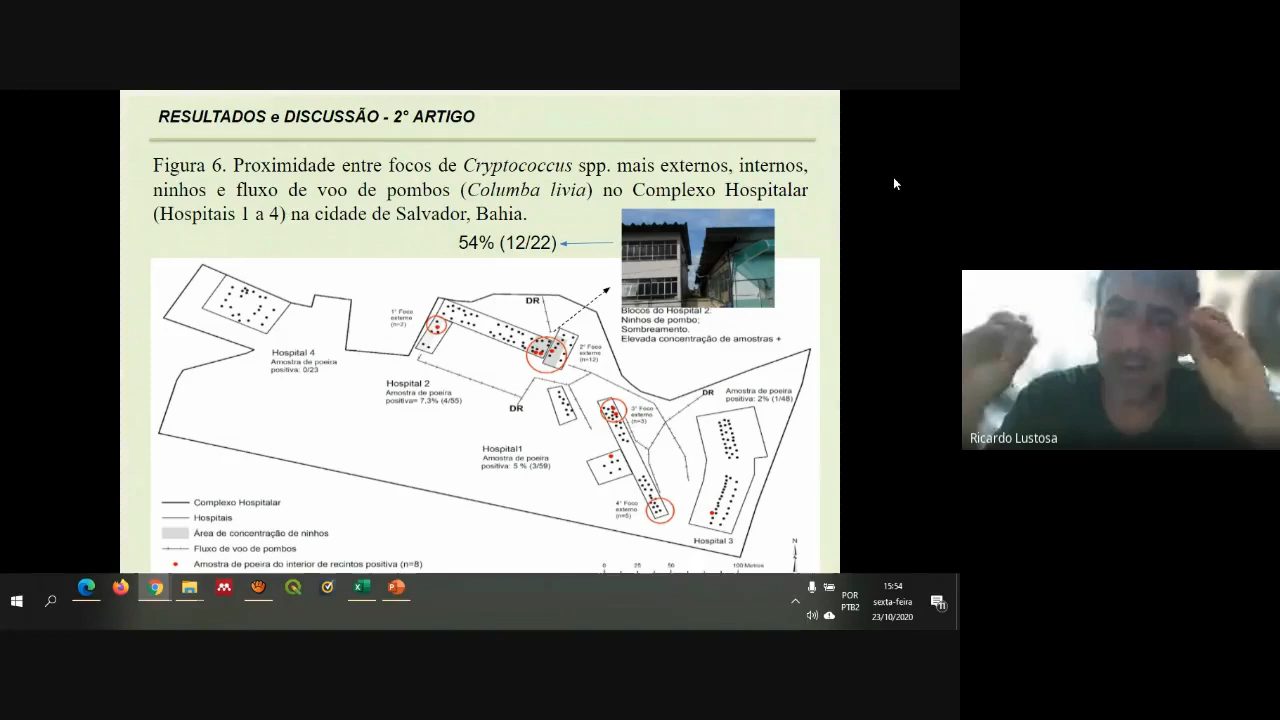 RESULTADOS e DISCUSSÃO - 2° ARTIGO
Figura 6. Proximidade entre focos de Cryptococcus spp. mais externos, internos,
ninhos e fluxo de voo de pombos (Columba livia) no Complexo Hospitalar
(Hospitais 1 a 4) na cidade de Salvador, Bahia.
54% (12/22)
DR
Blocos do Hospital 2.
Ninhos de pombo;
Sombreamento.
Elevada concentração de amostras +
1° Foco
externo
(n=2)
2° Foco
externo
(n=12)
Hospital 4
Amostra de poeira
positiva: 0/23
Hospital 2
Amostra de poeira
positiva= 7,3% (4/55)
DR
DR
Amostra de poeira
positiva: 2% (1/48)
3° Foco
externo
(n=3)
Hospital1
Amostra de poeira
positiva: 5 % (3/59)
4° Foco
externo
(n=5)
Hospital 3
Complexo Hospitalar
Hospitais
Área de concentração de ninhos
Fluxo de voo de pombos
Amostra de poeira do interior de recintos positiva (n=8)
N
0 25 50 100 Metros
Ricardo Lustosa
POR
PTB2
15:54
sexta-feira
23/10/2020
11